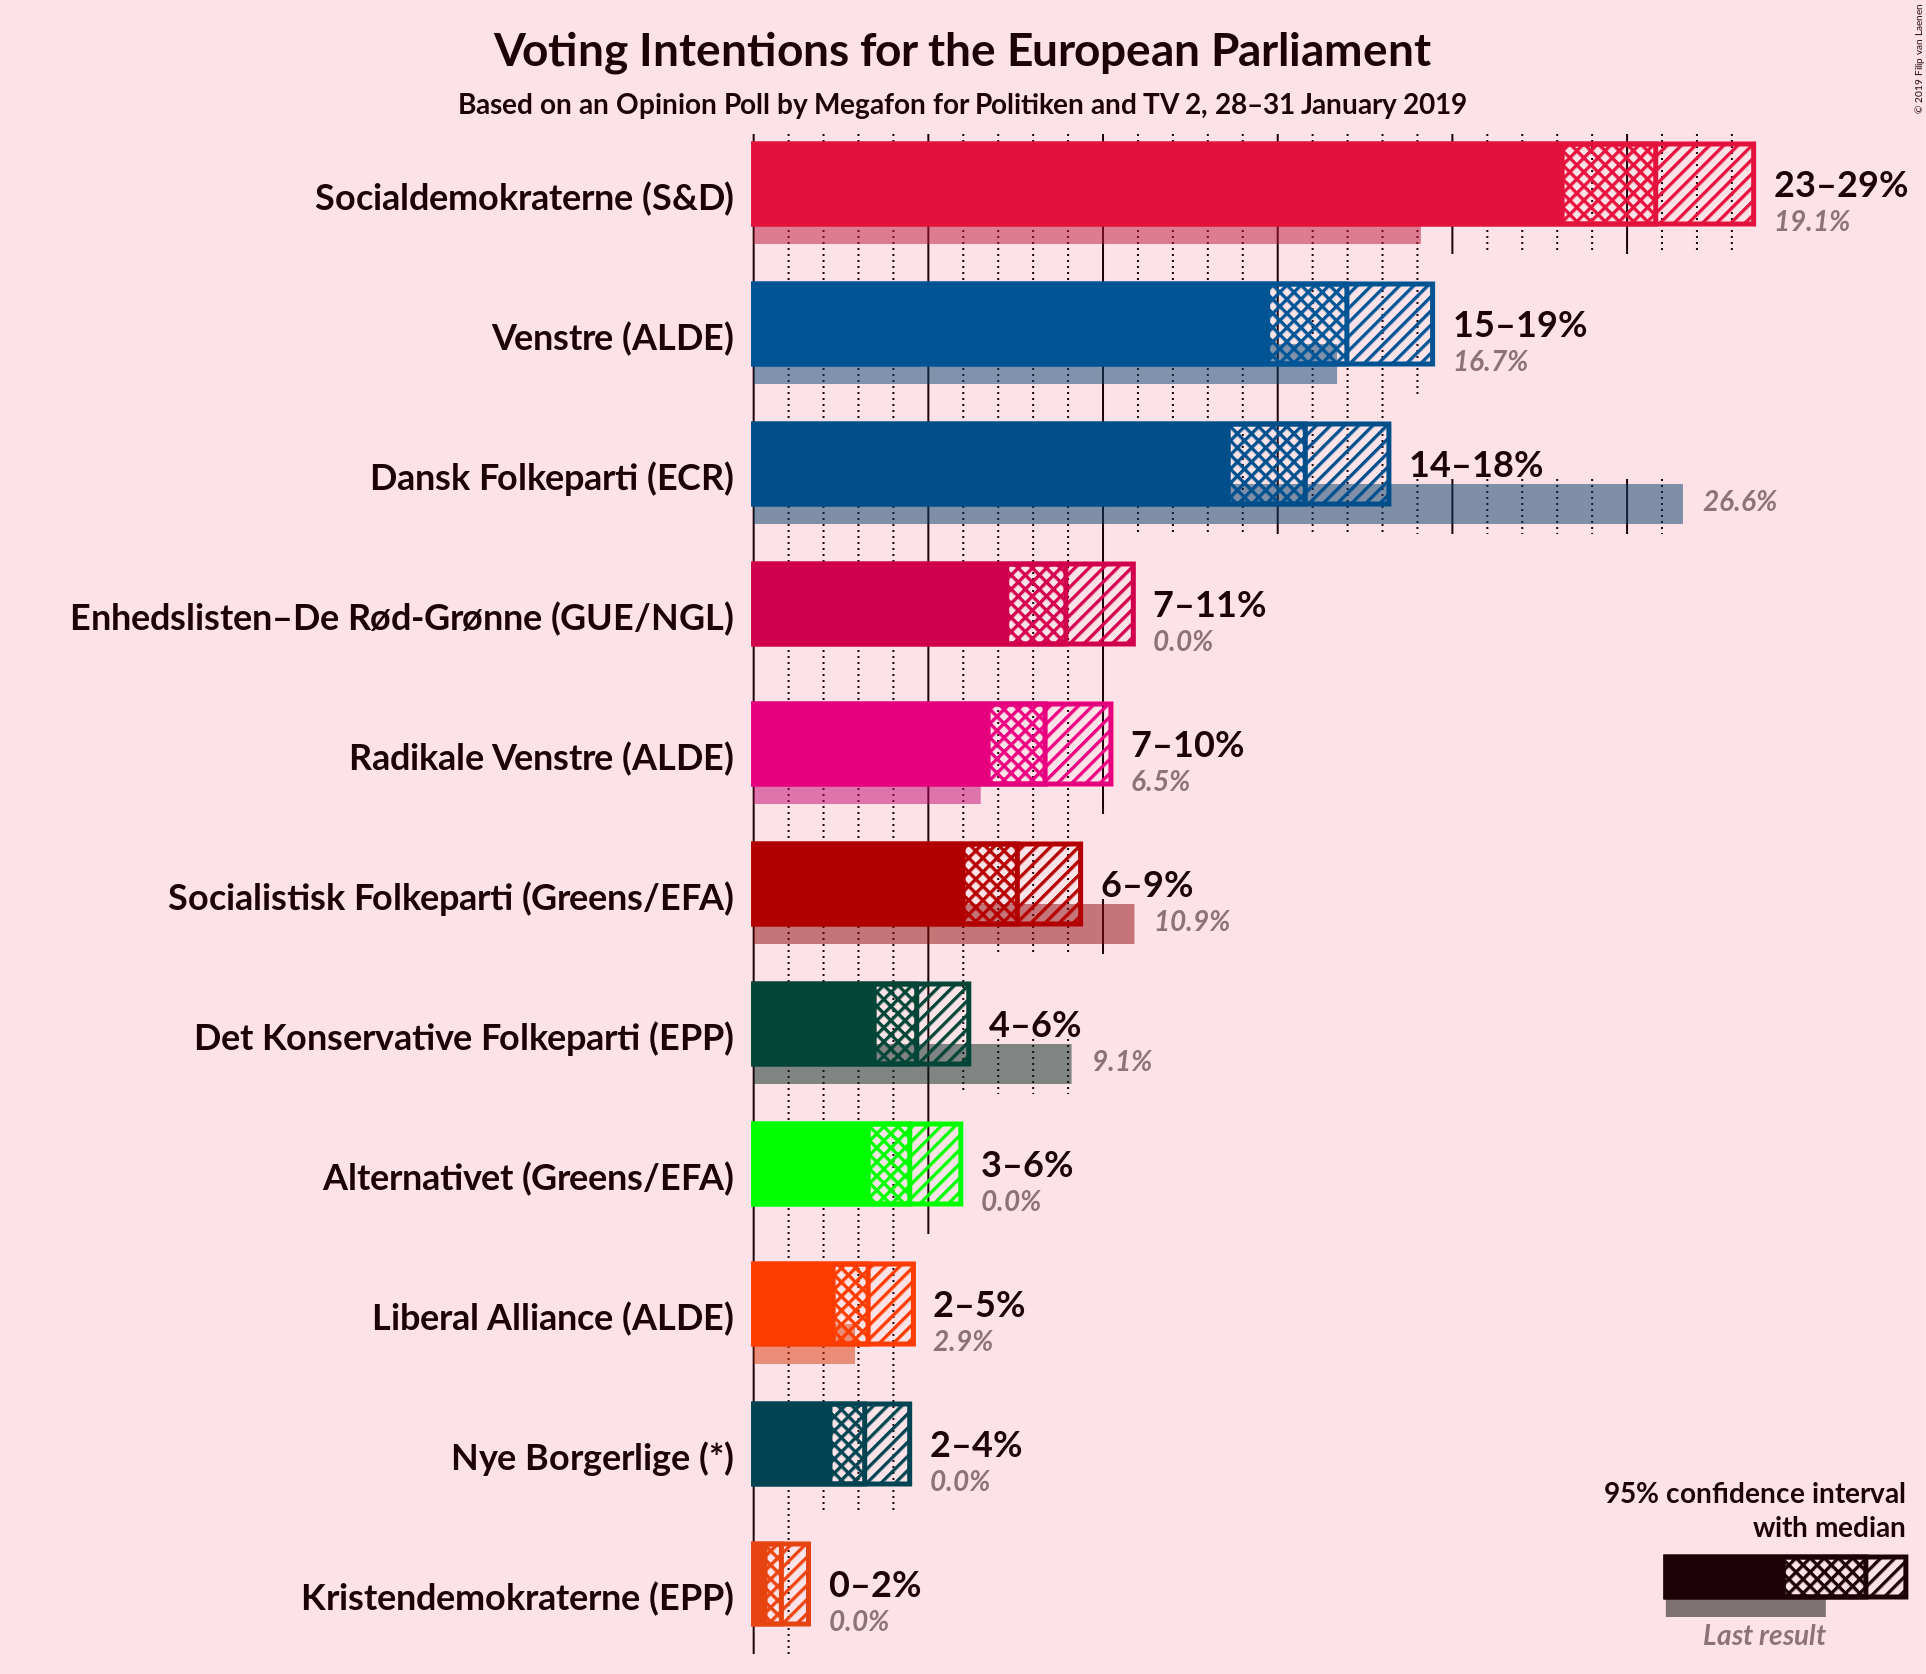 Voting Intentions for the European Parliament
Based on an Opinion Poll by Megafon for Politiken and TV 2, 28–31 January 2019
© 2019 Filip van Laenen
Socialdemokraterne (S&D)
23–29%
19.1%
Venstre (ALDE)
15–19%
16.7%
Dansk Folkeparti (ECR)
14–18%
26.6%
Enhedslisten–De Rød-Grønne (GUE/NGL)
7–11%
0.0%
Radikale Venstre (ALDE)
7–10%
6.5%
Socialistisk Folkeparti (Greens/EFA)
6–9%
10.9%
Det Konservative Folkeparti (EPP)
4–6%
9.1%
Alternativet (Greens/EFA)
3–6%
0.0%
Liberal Alliance (ALDE)
2–5%
2.9%
Nye Borgerlige (*)
2–4%
0.0%
Kristendemokraterne (EPP)
0–2%
0.0%
95% confidence interval
with median
Last result